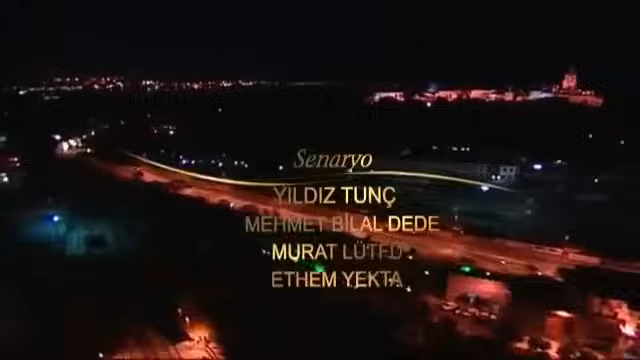 Senaryo
YILDIZ TUNÇ
MEHMET BİLAL DEDE
MURAT LÜTFÜ
ETHEM YEKTA